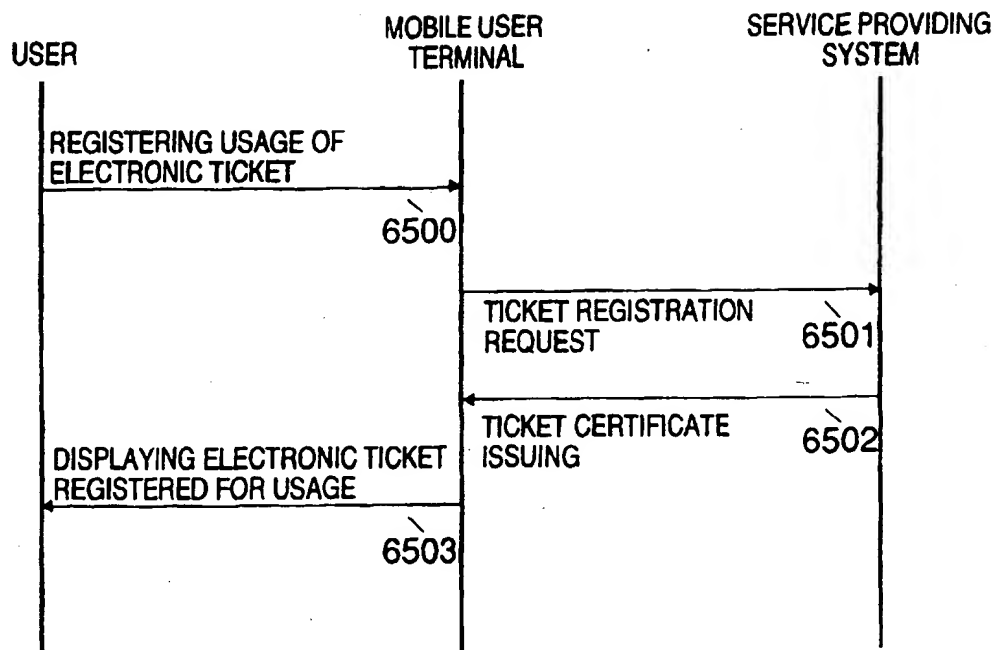 USER
MOBILE USER
TERMINAL
SERVICE PROVIDING
SYSTEM
REGISTERING USAGE OF
ELECTRONIC TICKET
6500
TICKET REGISTRATION
REQUEST
6501
TICKET CERTIFICATE
ISSUING
6502
DISPLAYING ELECTRONIC TICKET
REGISTERED FOR USAGE
6503